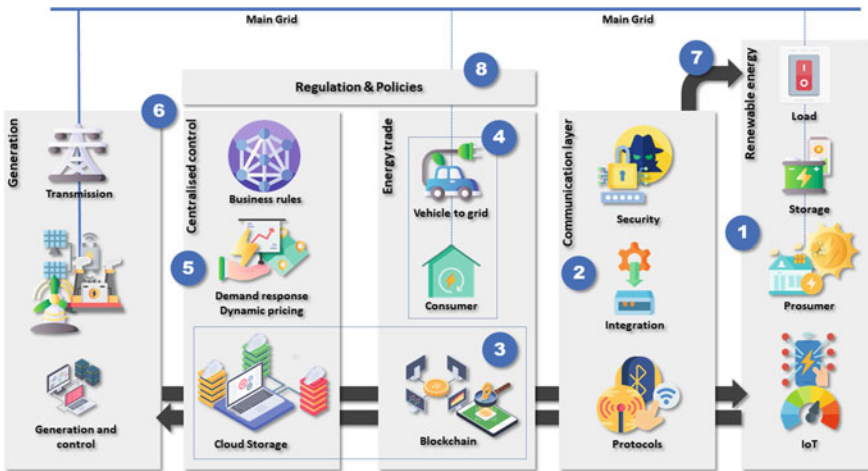 Main Grid
Main Grid
7
8
Regulation & Policies
6
Generation
Transmission
Generation and
control
Centralised control
Business rules
5
Demand response
Dynamic pricing
Cloud Storage
Energy trade
4
Vehicle to grid
Consumer
3
Blockchain
Communication layer
Security
2
Integration
Protocols
Renewable energy
I
O
Load
Storage
1
Prosumer
IoT